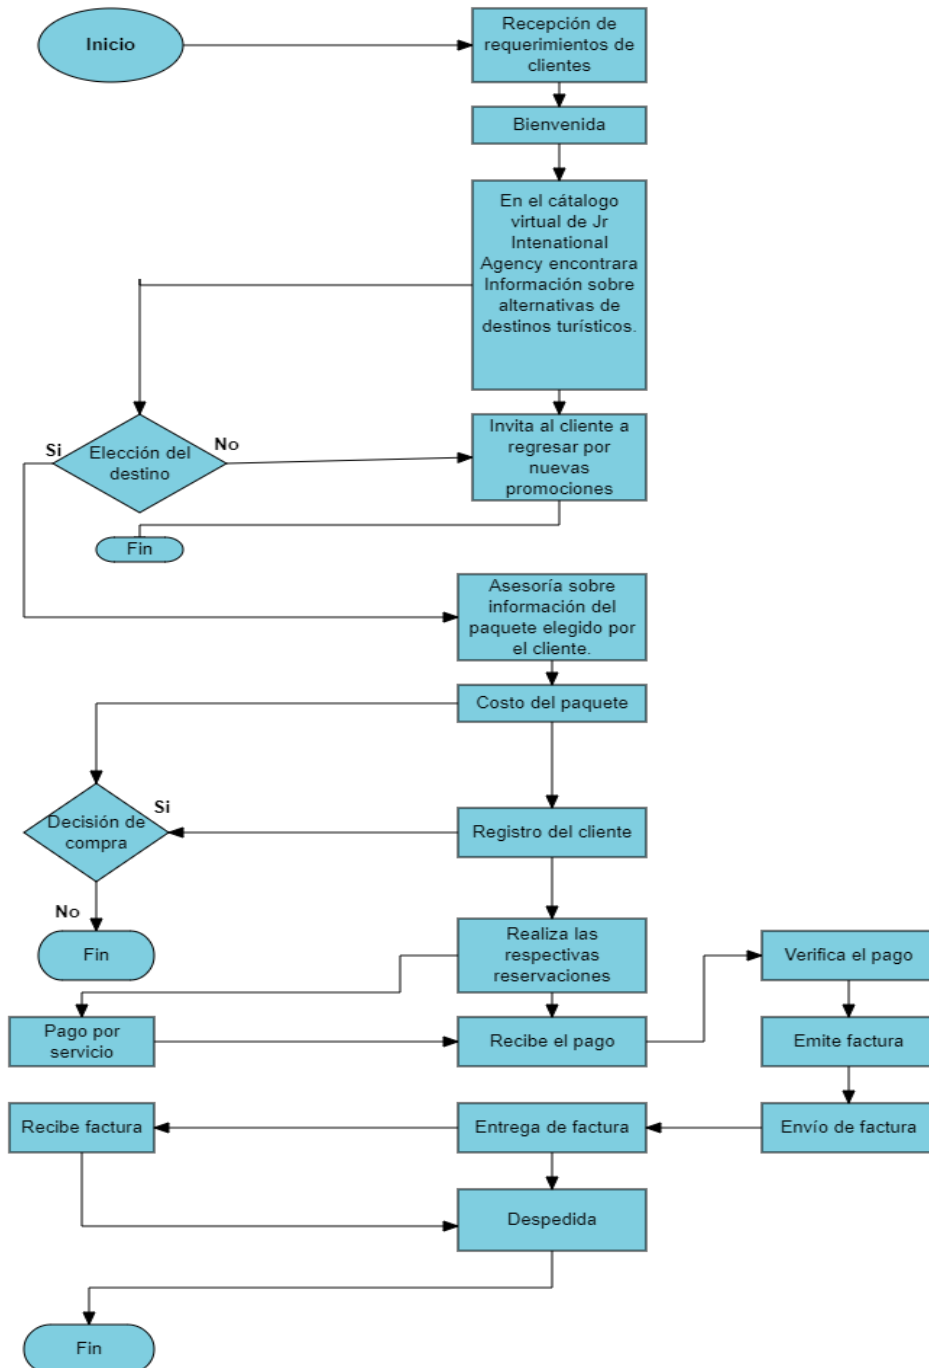 Inicio
Recepción de
requerimientos de
clientes
Bienvenida
En el cátalogo
virtual de Jr
Intenational
Agency encontrara
Información sobre
alternativas de
destinos turísticos.
Si
No
Elección del
destino
Invita al cliente a
regresar por
nuevas
promociones
Fin
Asesoría sobre
información del
paquete elegido por
el cliente.
Costo del paquete
Si
Decisión de
compra
Registro del cliente
No
Fin
Realiza las
respectivas
reservaciones
Verifica el pago
Pago por
servicio
Recibe el pago
Emite factura
Recibe factura
Entrega de factura
Envío de factura
Despedida
Fin